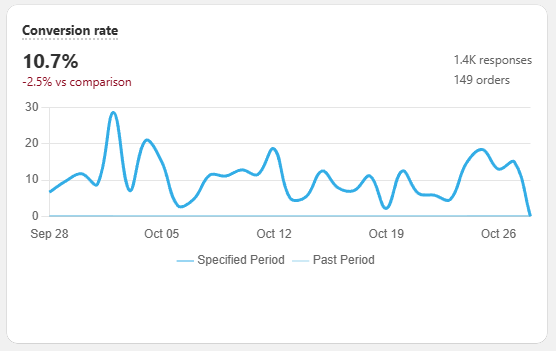 Conversion rate
10.7%
-2.5% vs comparison
1.4K responses
149 orders
30
20
10
0
Sep 28 Oct 05 Oct 12 Oct 19 Oct 26
Specified Period Past Period